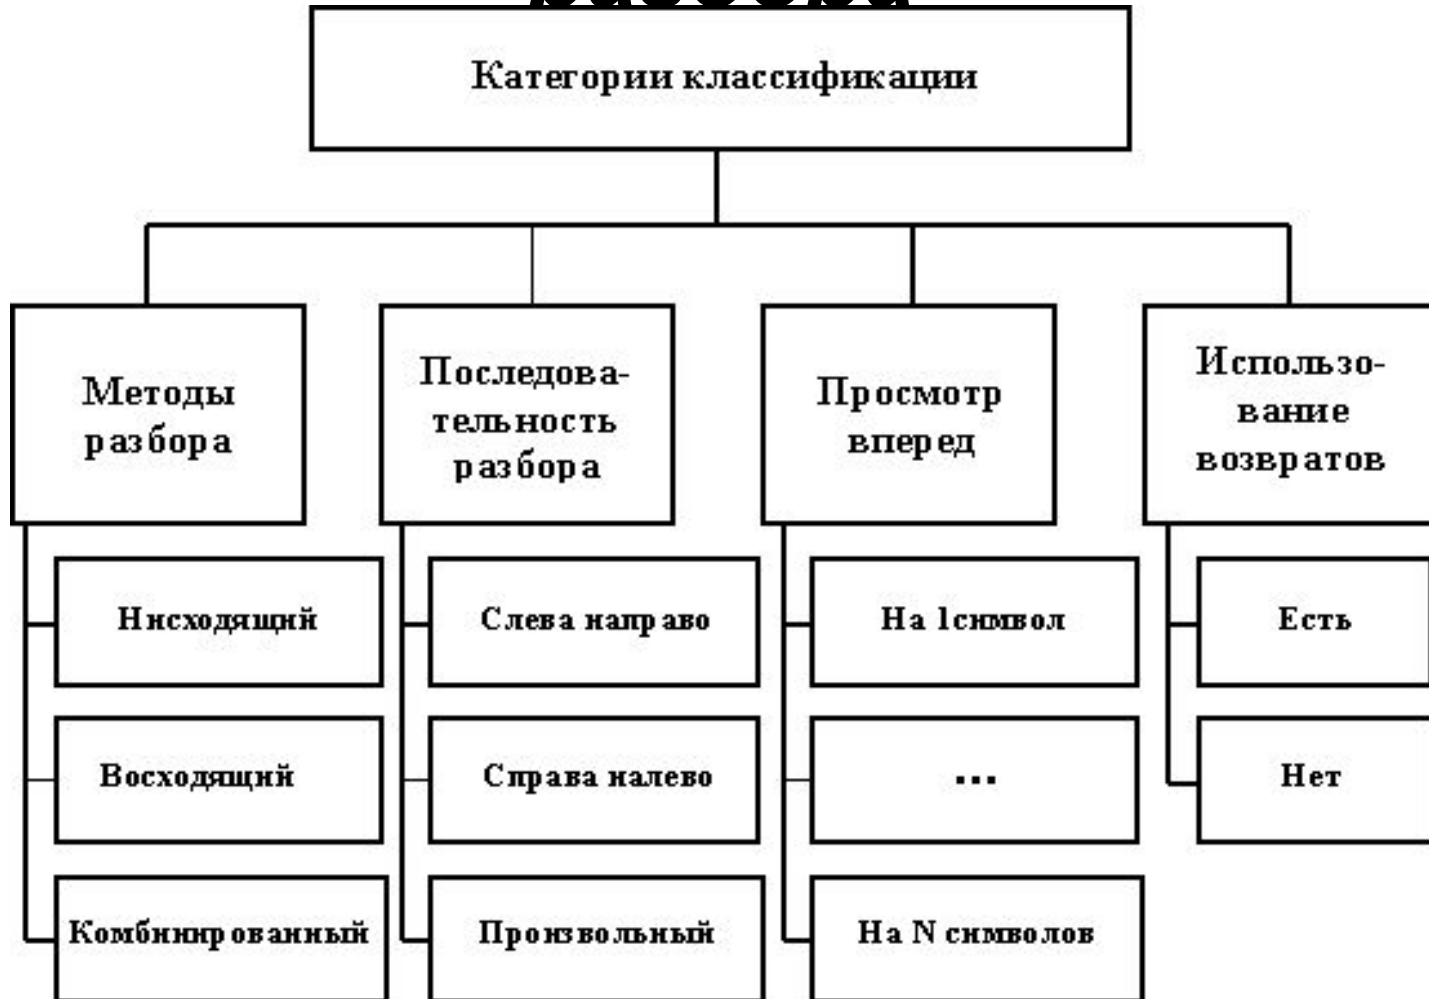 Категории классификации
Методы
разбора
Последова-
тельность
разбора
Просмотр
вперед
Использо-
вание
возвратов
Нисходящий
Слева направо
На 1символ
Есть
Восходящий
Справа налево
...
Нет
Комбинированный
Произвольный
На N символов